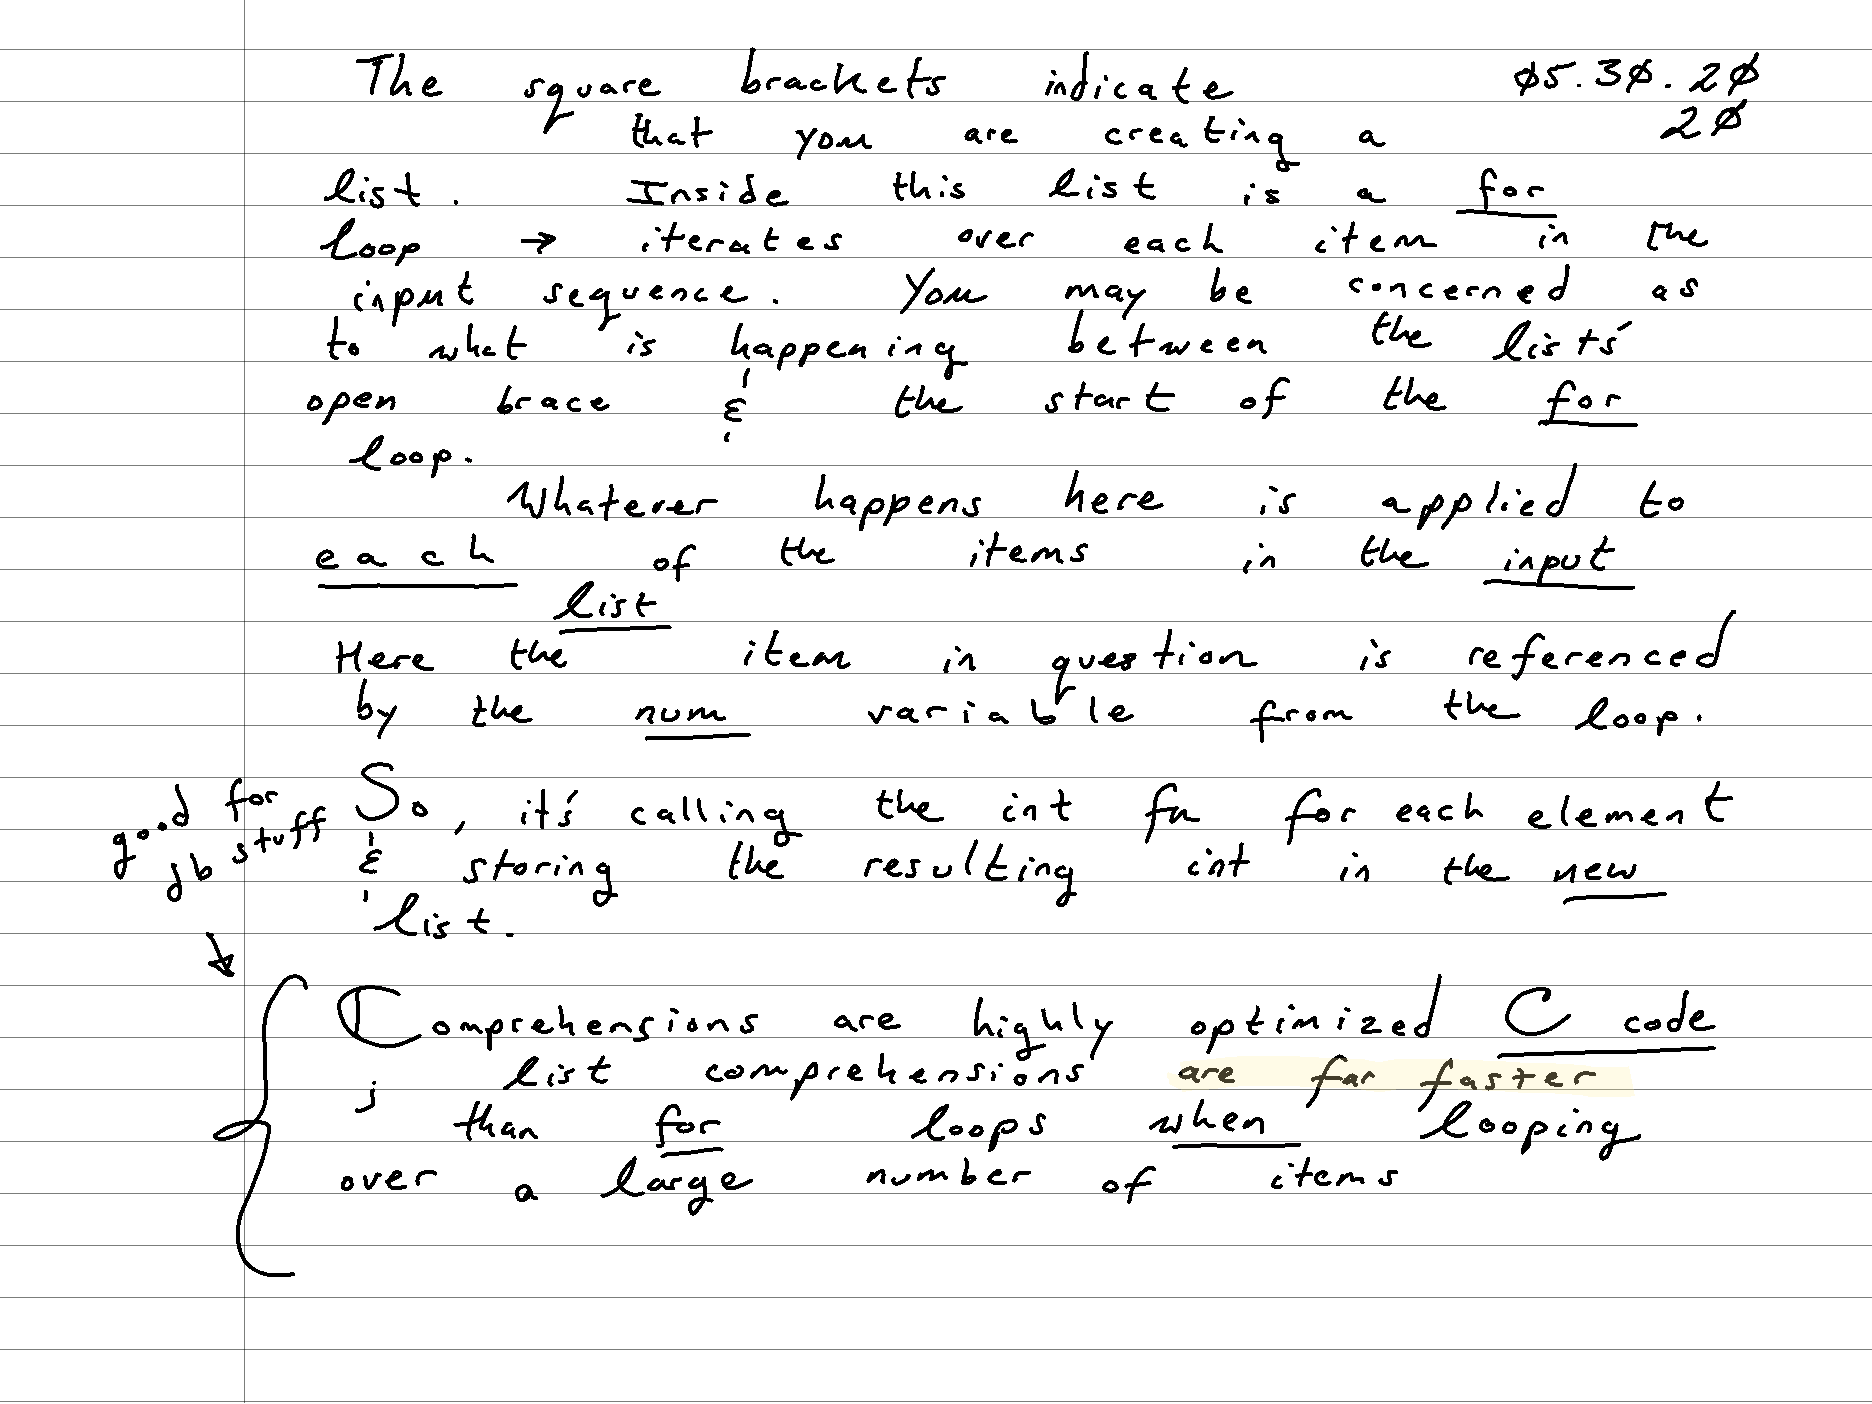 The square brackets indicate
05.30.20
20
that you are creating a
list. Inside this list is a for
loop → iterates over each item in the
input sequence. You may be concerned as
to what is happening between the lists'
open brace & the start of the for
loop.
Whatever happens here is applied to
each of the items in the input
list
Here the item in question is referenced
by the num variable from the loop.
good for
jb stuff
So, it's calling the int fn for each element
& storing the resulting int in the new
list.
Comprehensions are highly optimized C code
; list comprehensions are far faster
than for loops when looping
over a large number of items